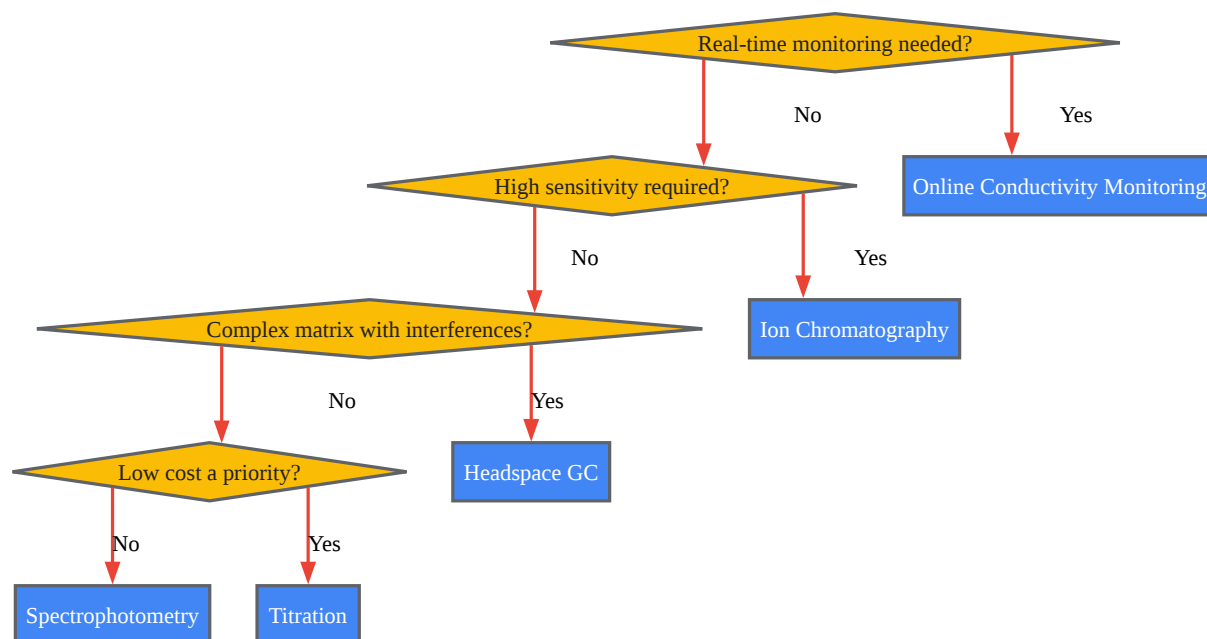 Real-time monitoring needed?
No
Yes
High sensitivity required?
Online Conductivity Monitoring
No
Yes
Complex matrix with interferences?
Ion Chromatography
No
Yes
Low cost a priority?
Headspace GC
No
Yes
Spectrophotometry
Titration